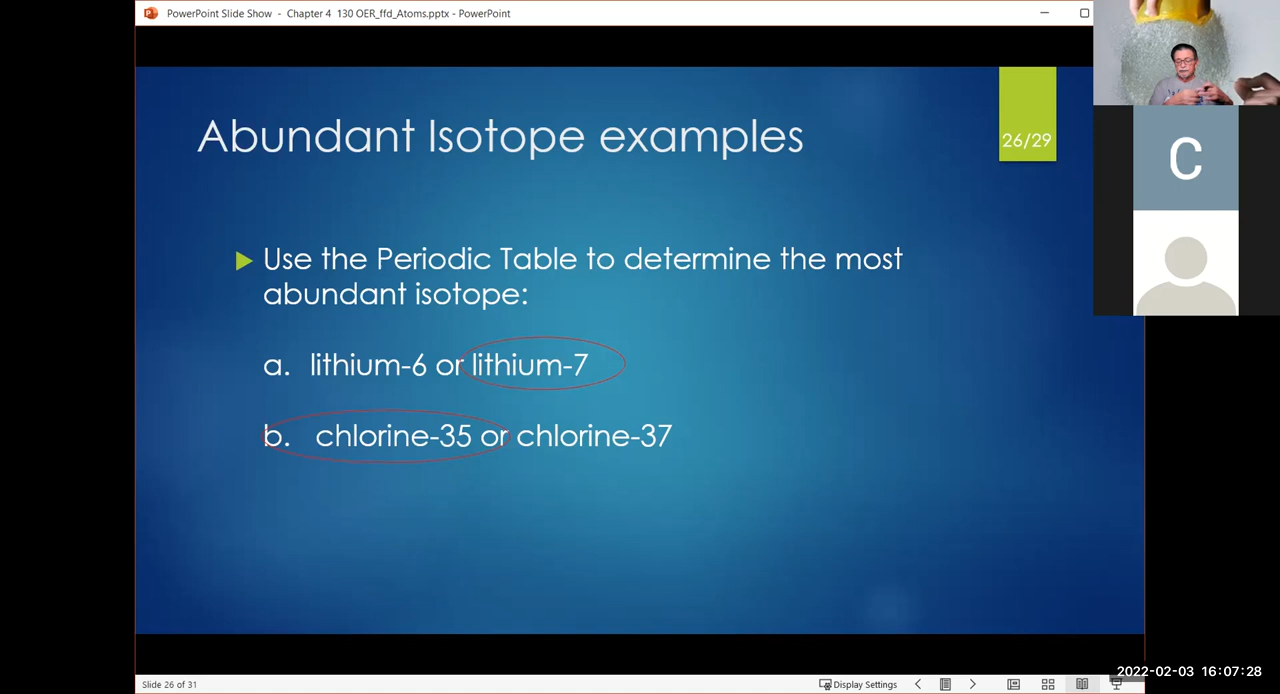 PowerPoint Slide Show - Chapter 4 130 OER_ffd_Atoms.pptx - PowerPoint
Abundant Isotope examples
26/29
C
Use the Periodic Table to determine the most
abundant isotope:
a. lithium-6 or lithium-7
b. chlorine-35 or chlorine-37
2022-02-03 16:07:28
Slide 26 of 31
Display Settings